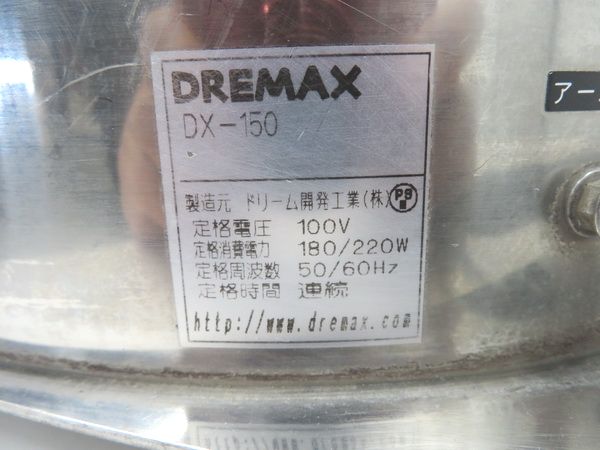 DREMAX
DX-150
アー
製造元 ドリーム開発工業(株) PS
定格電圧 100V
定格消費電力 180/220W
定格周波数 50/60Hz
定格時間 連続
http://www.dremax.com